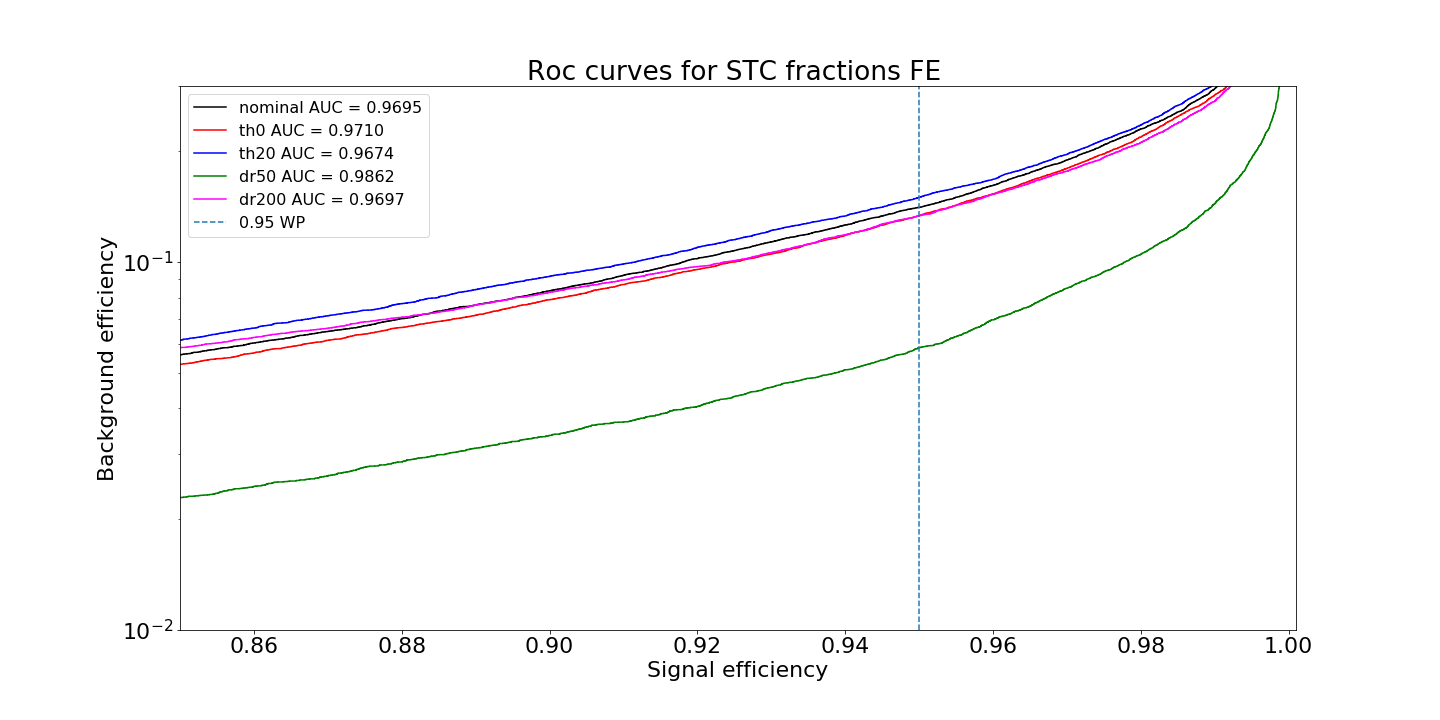 Roc curves for STC fractions FE
nominal AUC = 0.9695
th0 AUC = 0.9710
th20 AUC = 0.9674
dr50 AUC = 0.9862
dr200 AUC = 0.9697
0.95 WP
Background efficiency
10⁻¹
10⁻²
0.86 0.88 0.90 0.92 0.94 0.96 0.98 1.00
Signal efficiency